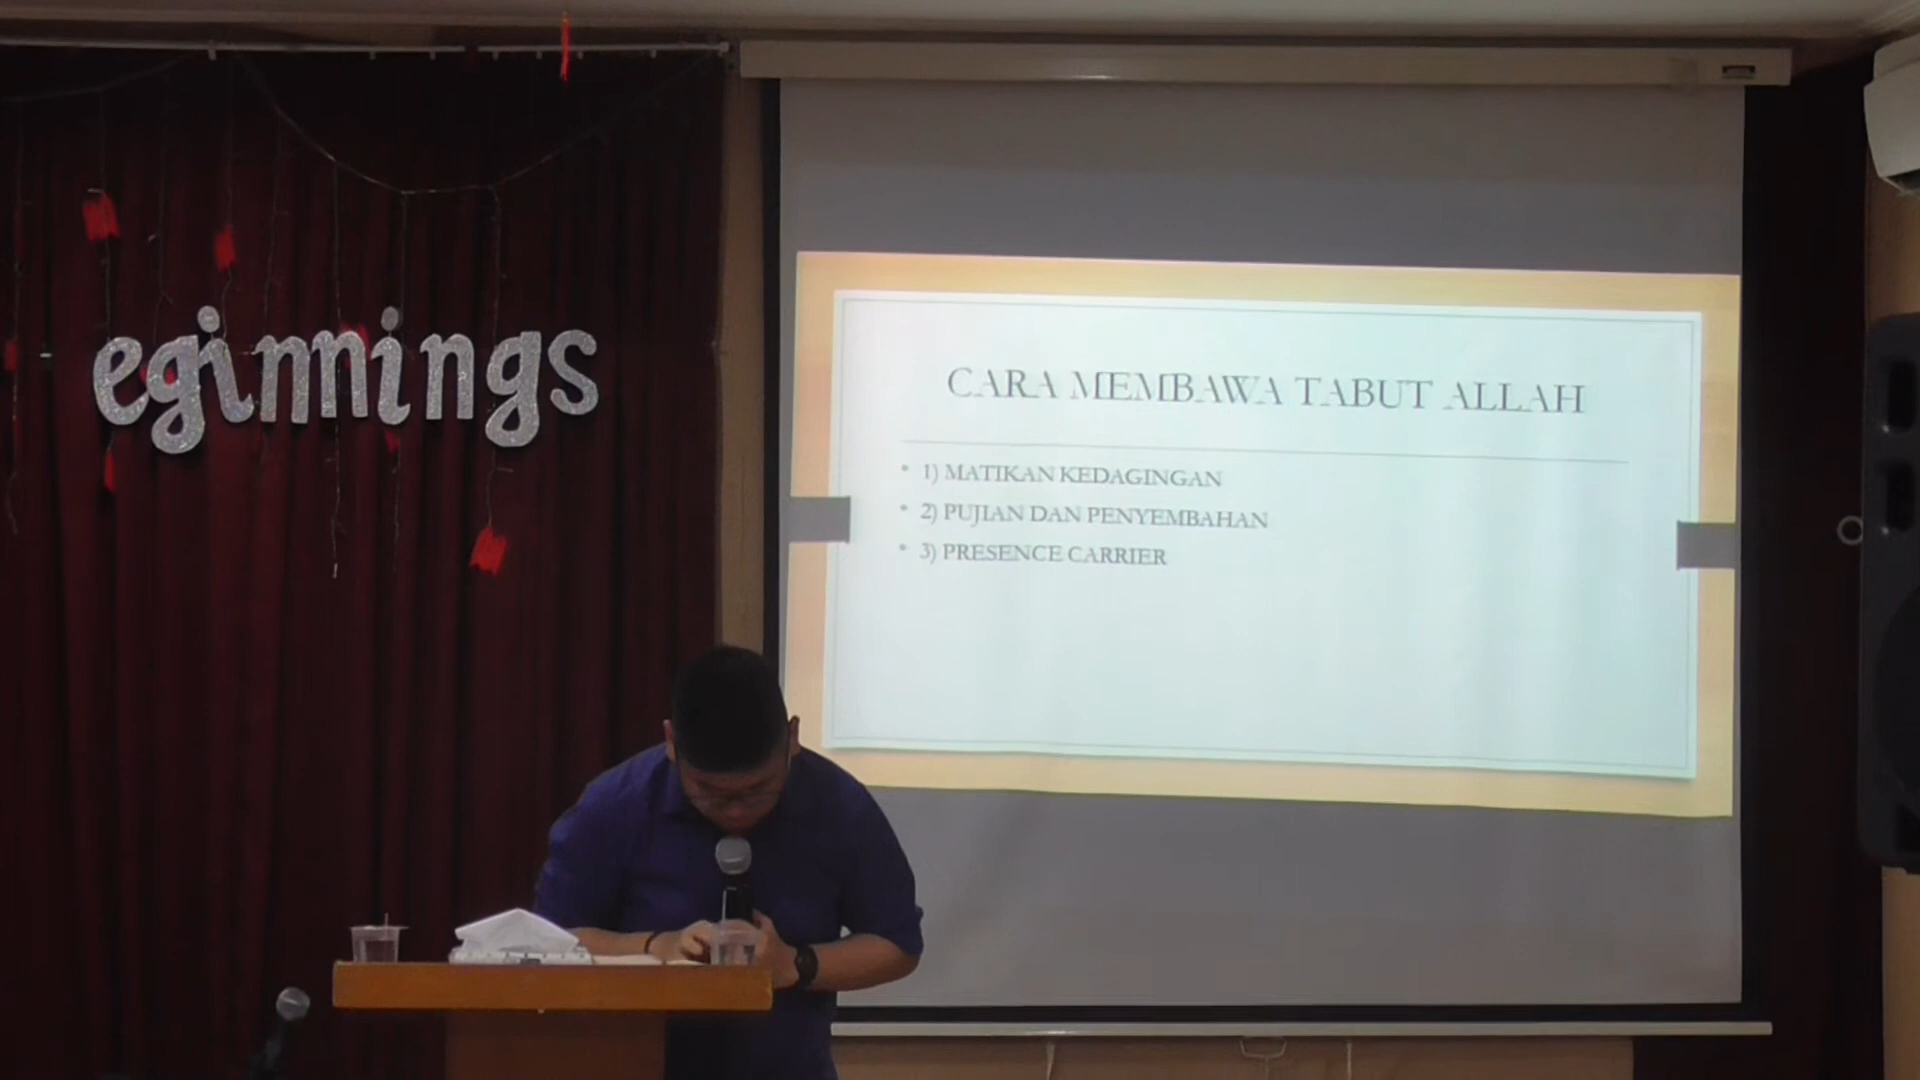 eginnings
CARA MEMBAWA TABUT ALLAH
• 1) MATIKAN KEDAGINGAN
• 2) PUJIAN DAN PENYEMBAHAN
• 3) PRESENCE CARRIER